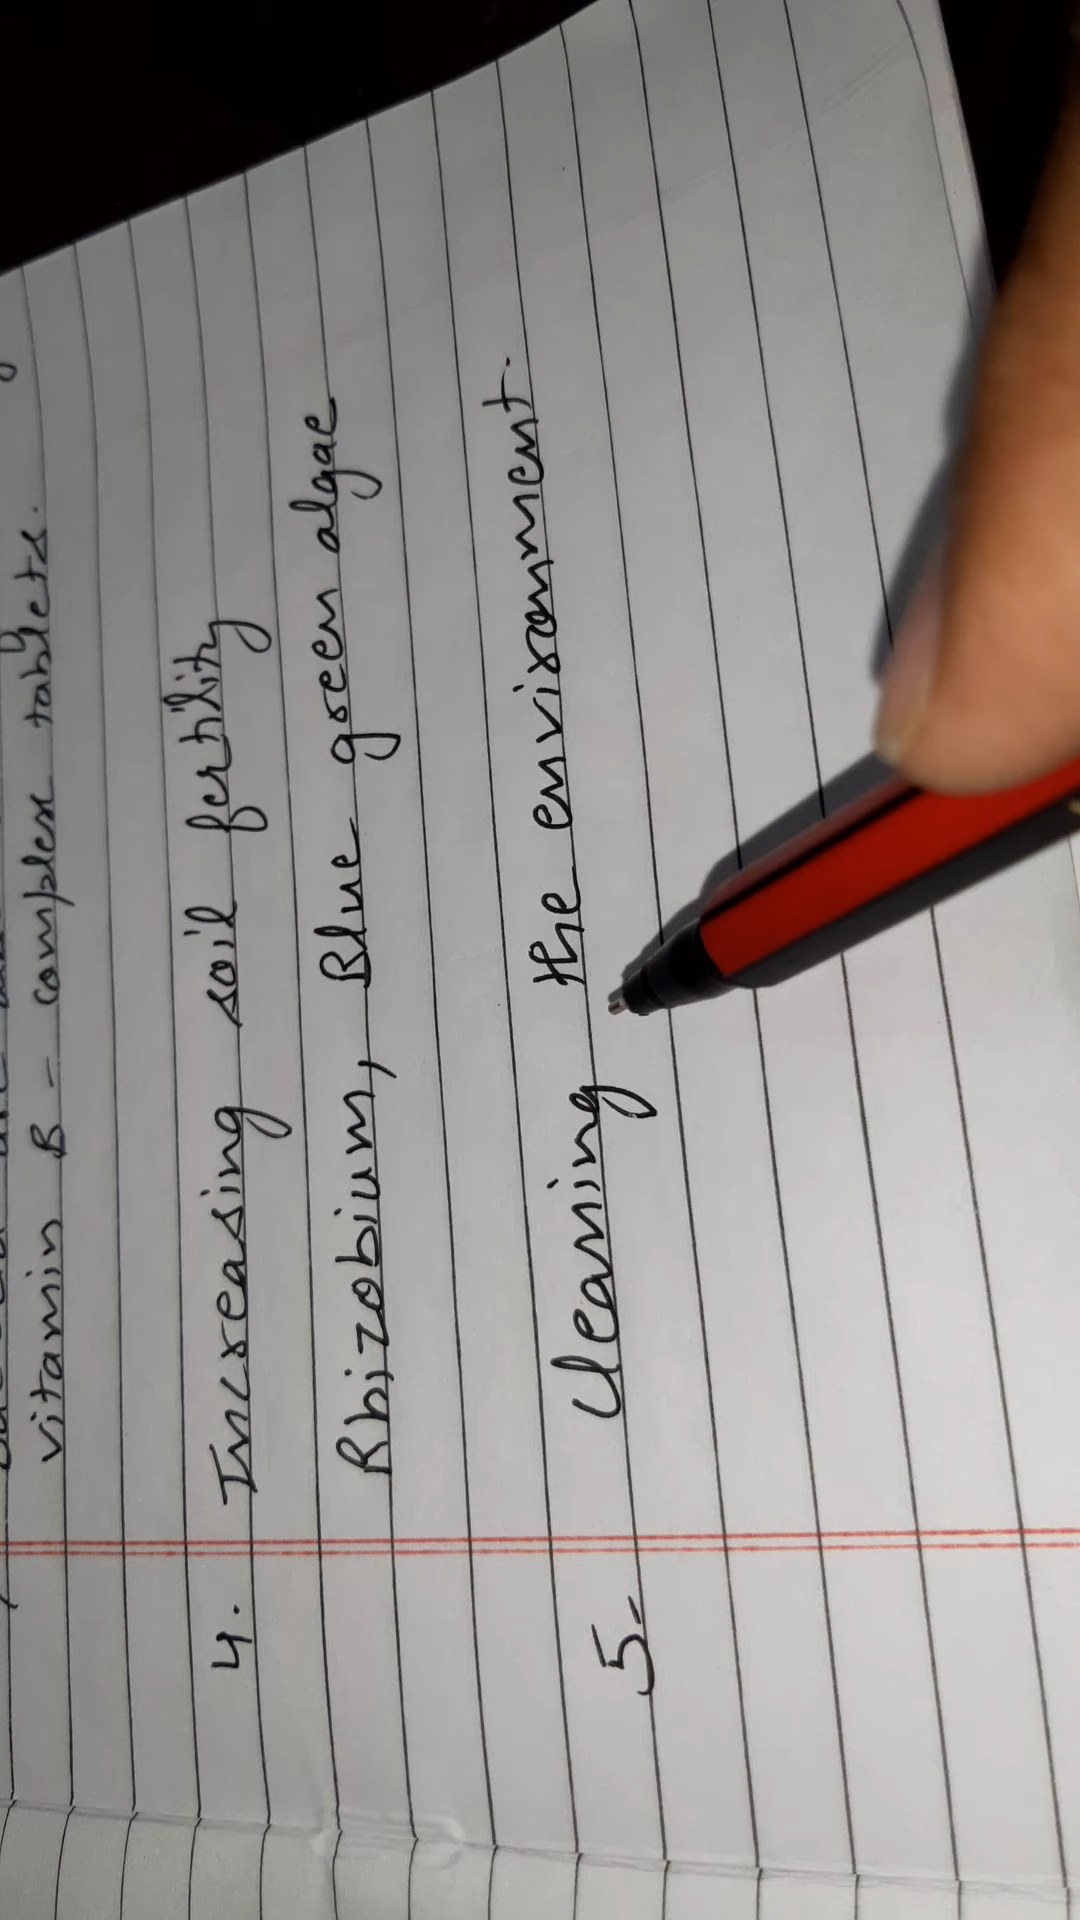 vitamin B - complex tablets.
4. Increasing soil fertility
Rhizobium, Blue green algae
5- Cleaning the environment.